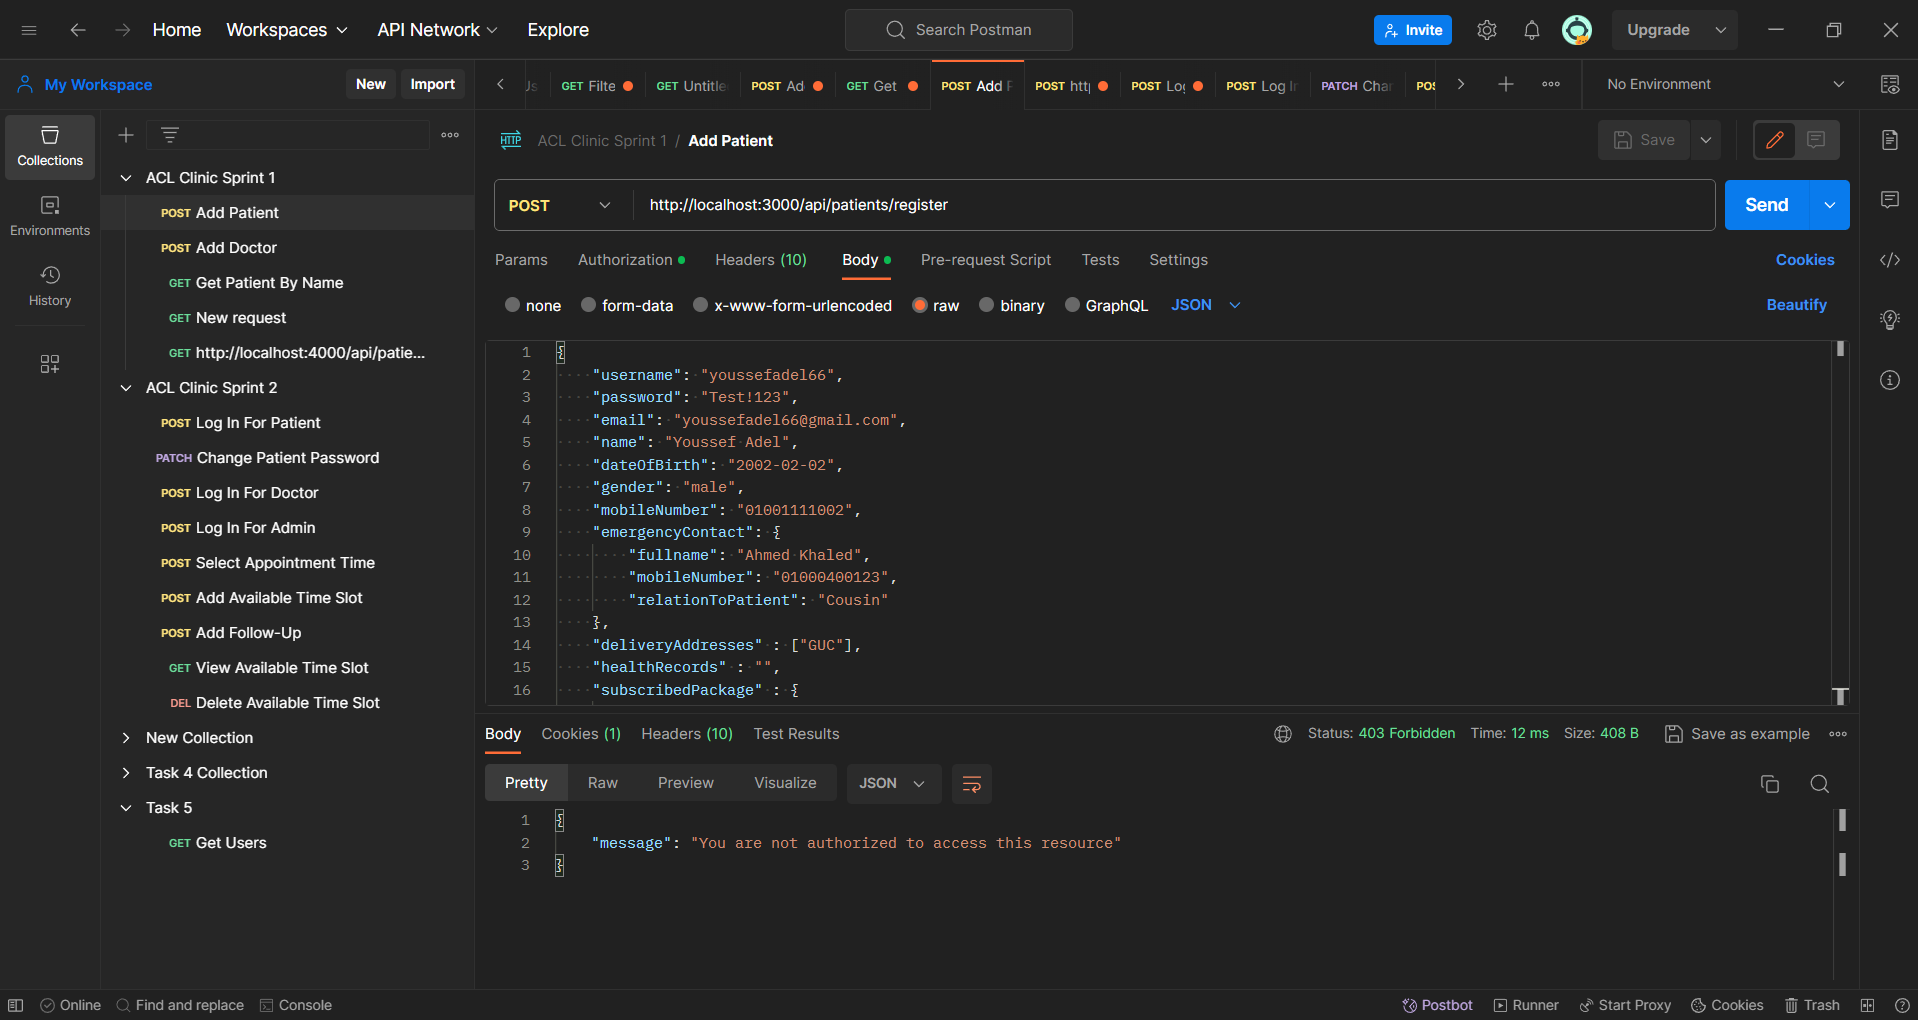 Home Workspaces API Network Explore Search Postman Invite Upgrade
My Workspace New Import GET Filte GET Untitle POST Ad GET Get POST Add P POST htt POST Log POST Log In PATCH Chan POS No Environment
Collections
Environments
History
ACL Clinic Sprint 1
POST Add Patient
POST Add Doctor
GET Get Patient By Name
GET New request
GET http://localhost:4000/api/patie...
ACL Clinic Sprint 2
POST Log In For Patient
PATCH Change Patient Password
POST Log In For Doctor
POST Log In For Admin
POST Select Appointment Time
POST Add Available Time Slot
POST Add Follow-Up
GET View Available Time Slot
DEL Delete Available Time Slot
New Collection
Task 4 Collection
Task 5
GET Get Users
HTTP ACL Clinic Sprint 1 / Add Patient Save
POST http://localhost:3000/api/patients/register Send
Params Authorization Headers (10) Body Pre-request Script Tests Settings Cookies
none form-data x-www-form-urlencoded raw binary GraphQL JSON Beautify
1 {
2 "username": "youssefadel66",
3 "password": "Test!123",
4 "email": "youssefadel66@gmail.com",
5 "name": "Youssef Adel",
6 "dateOfBirth": "2002-02-02",
7 "gender": "male",
8 "mobileNumber": "01001111002",
9 "emergencyContact": {
10 "fullname": "Ahmed Khaled",
11 "mobileNumber": "01000400123",
12 "relationToPatient": "Cousin"
13 },
14 "deliveryAddresses" : ["GUC"],
15 "healthRecords" : "",
16 "subscribedPackage" : {
Body Cookies (1) Headers (10) Test Results Status: 403 Forbidden Time: 12 ms Size: 408 B Save as example
Pretty Raw Preview Visualize JSON
1 {
2 "message": "You are not authorized to access this resource"
3 }
Online Find and replace Console Postbot Runner Start Proxy Cookies Trash